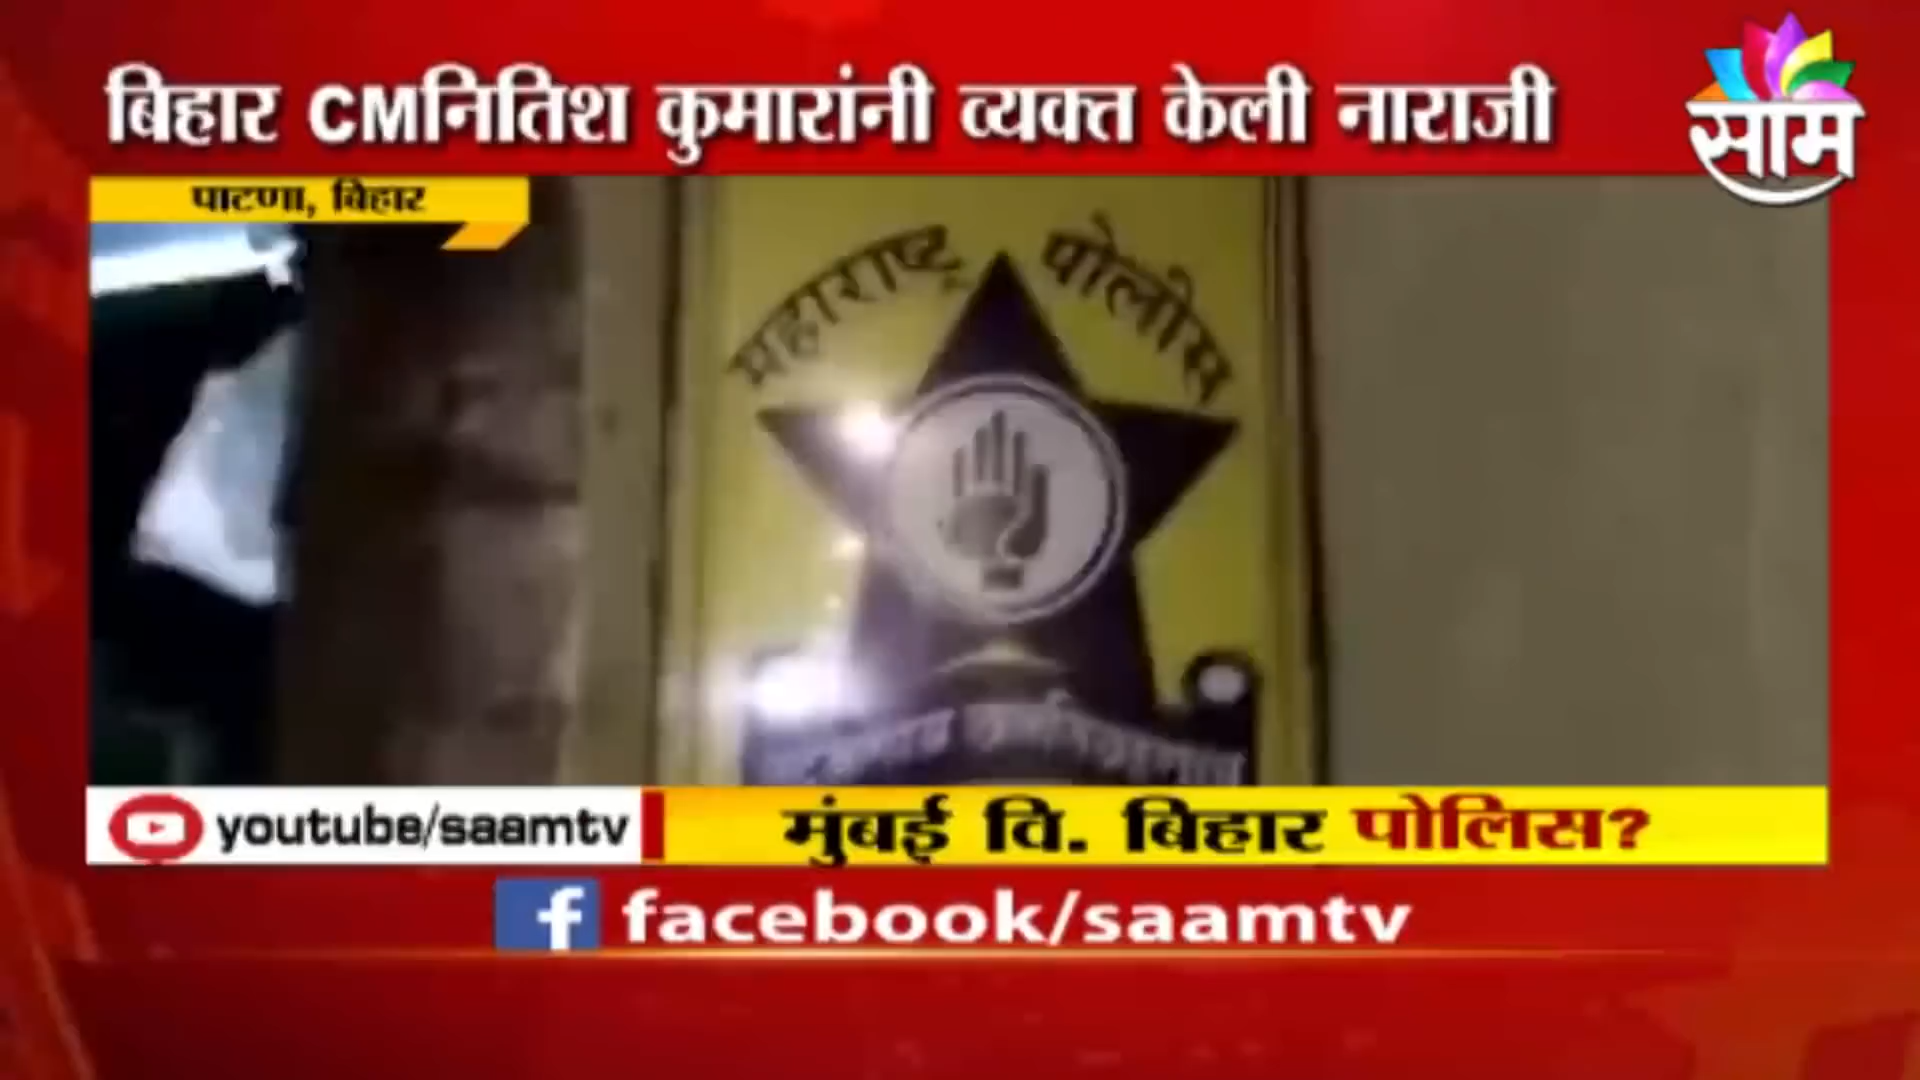 बिहार CMनितिश कुमारांनी व्यक्त केली नाराजी
साम
पाटणा, बिहार
महाराष्ट्र पोलीस
youtube/saamtv
मुंबई वि. बिहार पोलिस?
facebook/saamtv